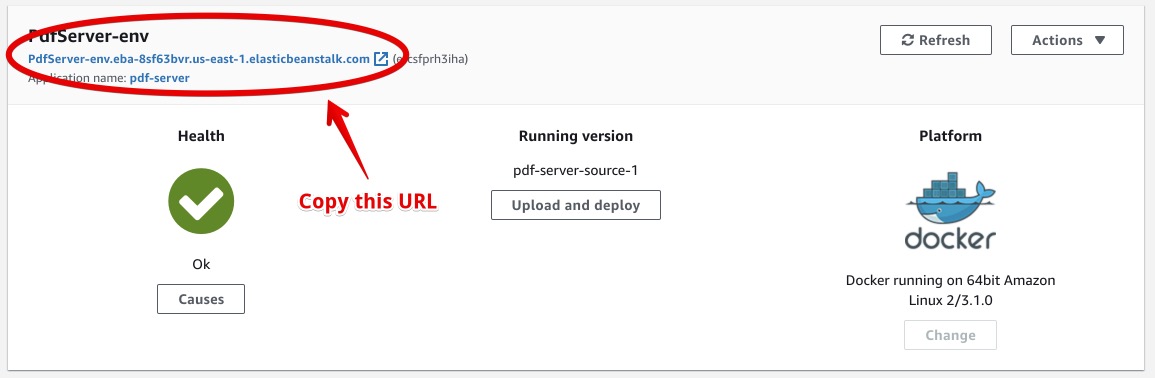 PdfServer-env
PdfServer-env.eba-8sf63bvr.us-east-1.elasticbeanstalk.com
Application name: pdf-server
Refresh
Actions
Health
Running version
Platform
pdf-server-source-1
Copy this URL
Upload and deploy
docker
Ok
Docker running on 64bit Amazon
Linux 2/3.1.0
Causes
Change